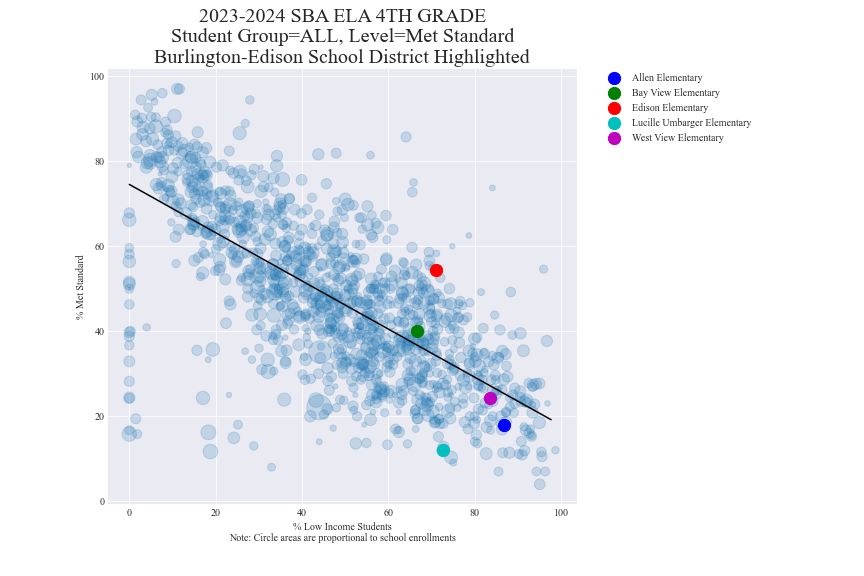 2023-2024 SBA ELA 4TH GRADE
Student Group=ALL, Level=Met Standard
Burlington-Edison School District Highlighted
Allen Elementary
Bay View Elementary
Edison Elementary
Lucille Umbarger Elementary
West View Elementary
% Met Standard
100
80
60
40
20
0
0 20 40 60 80 100
% Low Income Students
Note: Circle areas are proportional to school enrollments